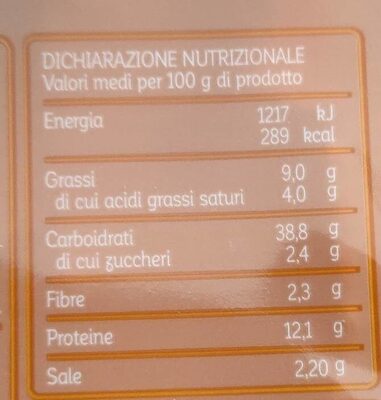 DICHIARAZIONE NUTRIZIONALE
Valori medi per 100 g di prodotto
Energia 1217 kJ
289 kcal
Grassi 9,0 g
di cui acidi grassi saturi 4,0 g
Carboidrati 38,8 g
di cui zuccheri 2,4 g
Fibre 2,3 g
Proteine 12,1 g
Sale 2,20 g